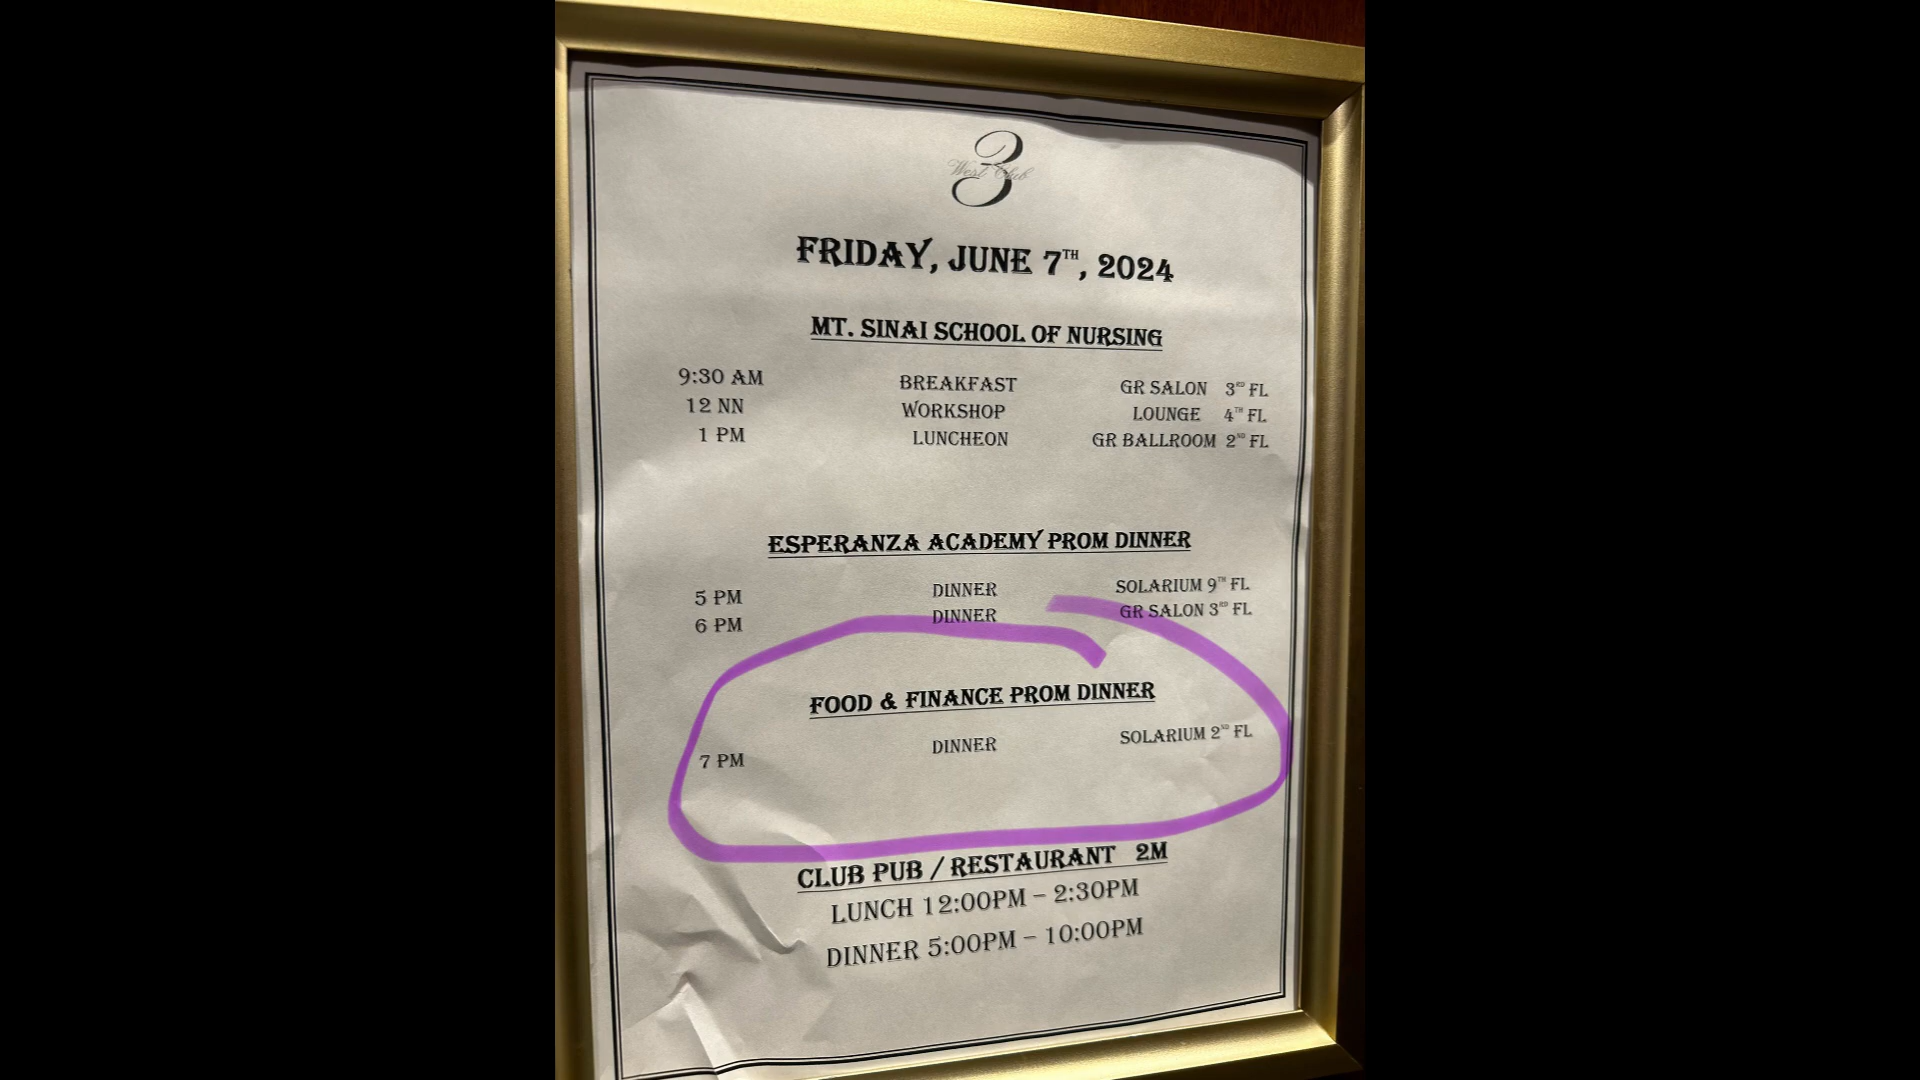 3
West Club
FRIDAY, JUNE 7TH, 2024
MT. SINAI SCHOOL OF NURSING
9:30 AM BREAKFAST GR SALON 3RD FL
12 NN WORKSHOP LOUNGE 4TH FL
1 PM LUNCHEON GR BALLROOM 2ND FL
ESPERANZA ACADEMY PROM DINNER
5 PM DINNER SOLARIUM 9TH FL
6 PM DINNER GR SALON 3RD FL
FOOD & FINANCE PROM DINNER
7 PM DINNER SOLARIUM 2ND FL
CLUB PUB / RESTAURANT 2M
LUNCH 12:00PM – 2:30PM
DINNER 5:00PM – 10:00PM